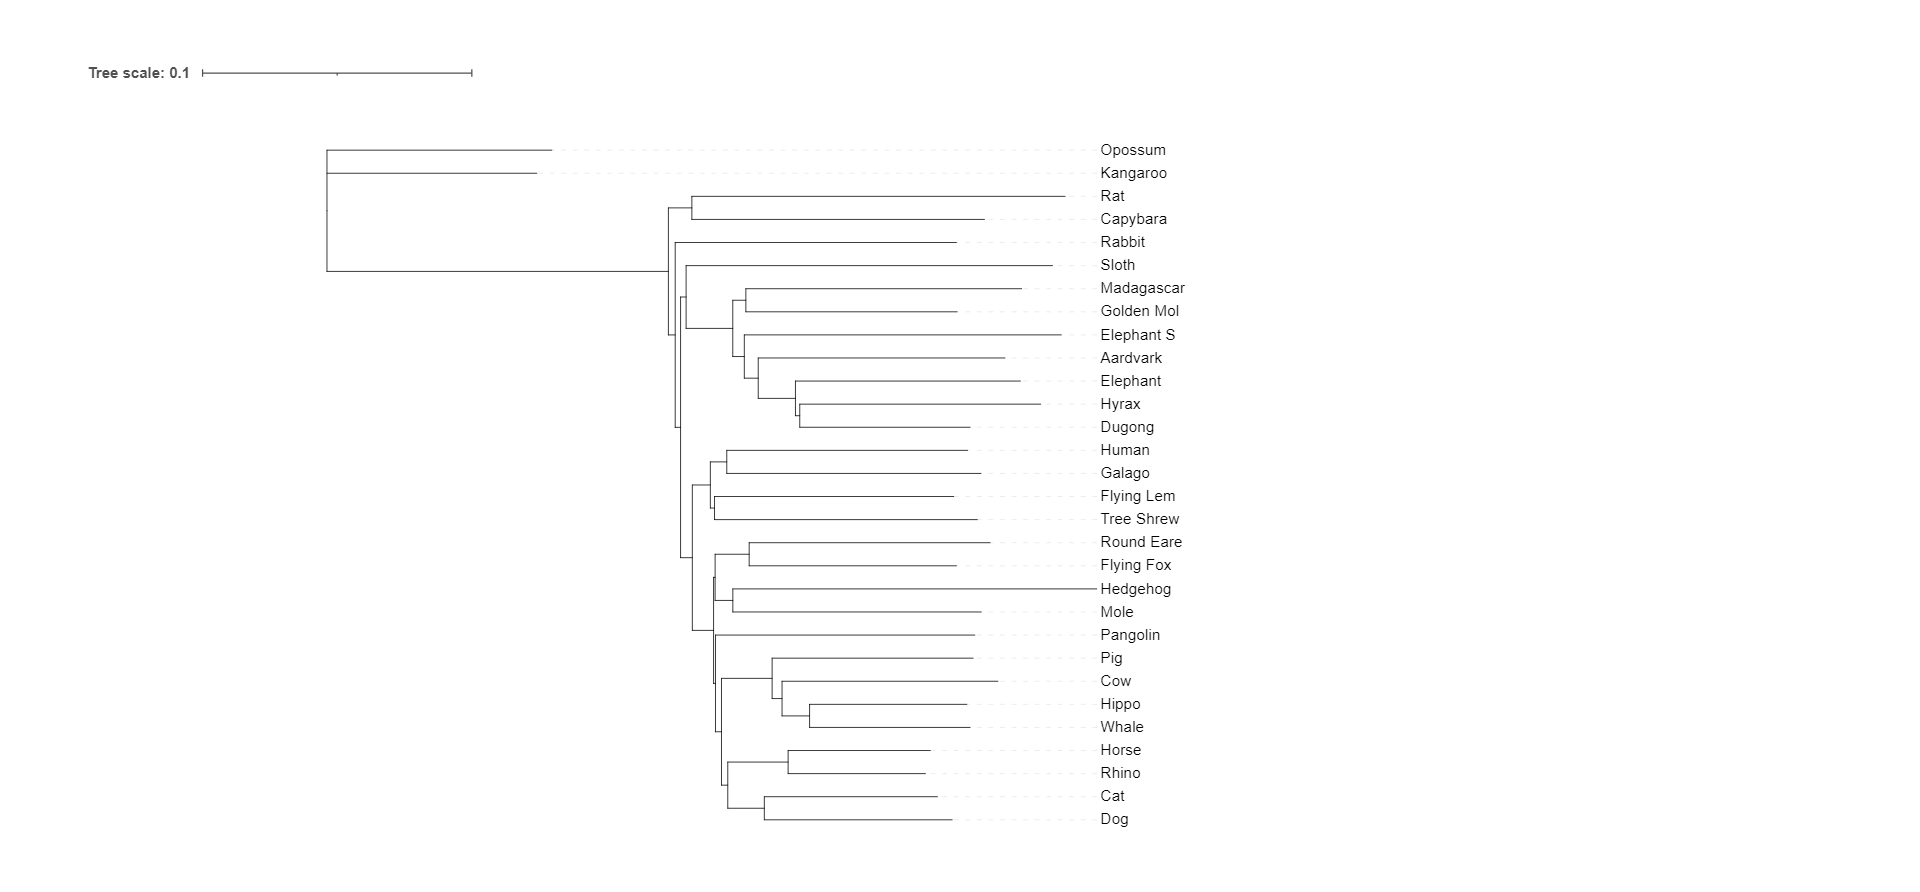 Tree scale: 0.1
Opossum
Kangaroo
Rat
Capybara
Rabbit
Sloth
Madagascar
Golden Mol
Elephant S
Aardvark
Elephant
Hyrax
Dugong
Human
Galago
Flying Lem
Tree Shrew
Round Eare
Flying Fox
Hedgehog
Mole
Pangolin
Pig
Cow
Hippo
Whale
Horse
Rhino
Cat
Dog